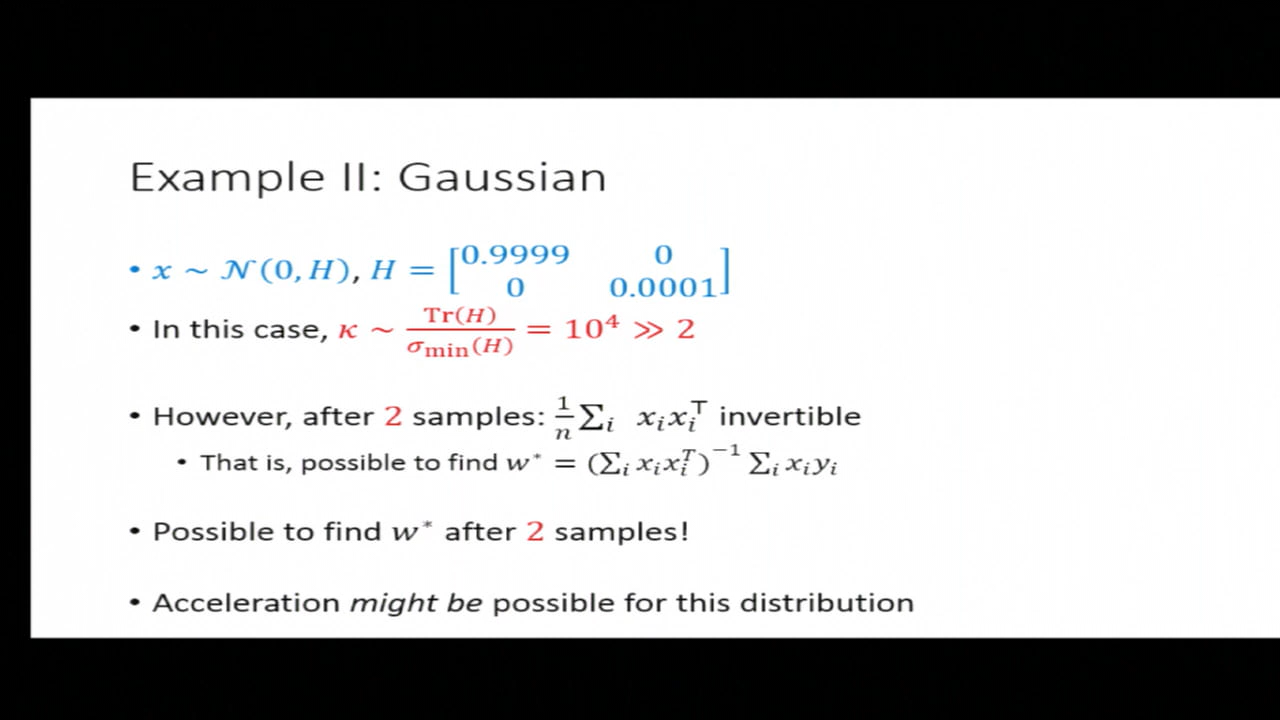 Example II: Gaussian
• x ~ 𝒩(0, H), H = [0.9999 0
0 0.0001]
• In this case, κ ~ Tr(H)/σ_min(H) = 10⁴ ≫ 2
• However, after 2 samples: 1/n Σᵢ xᵢxᵢ^⊤ invertible
• That is, possible to find w* = (Σᵢ xᵢxᵢᵀ)⁻¹ Σᵢ xᵢyᵢ
• Possible to find w* after 2 samples!
• Acceleration might be possible for this distribution